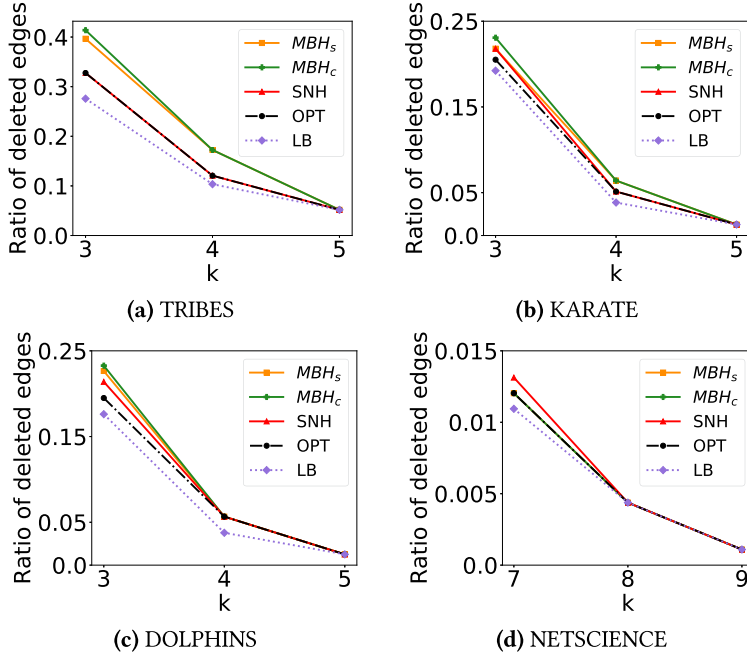 Ratio of deleted edges
0.4
0.3
0.2
0.1
0.0
3 4 5
k
MBHs
MBHc
SNH
OPT
LB
(a) TRIBES
Ratio of deleted edges
0.25
0.15
0.05
0.0
3 4 5
k
MBHs
MBHc
SNH
OPT
LB
(b) KARATE
Ratio of deleted edges
0.25
0.15
0.05
0.0
3 4 5
k
MBHs
MBHc
SNH
OPT
LB
(c) DOLPHINS
Ratio of deleted edges
0.015
0.01
0.005
0.0
7 8 9
k
MBHs
MBHc
SNH
OPT
LB
(d) NETSCIENCE